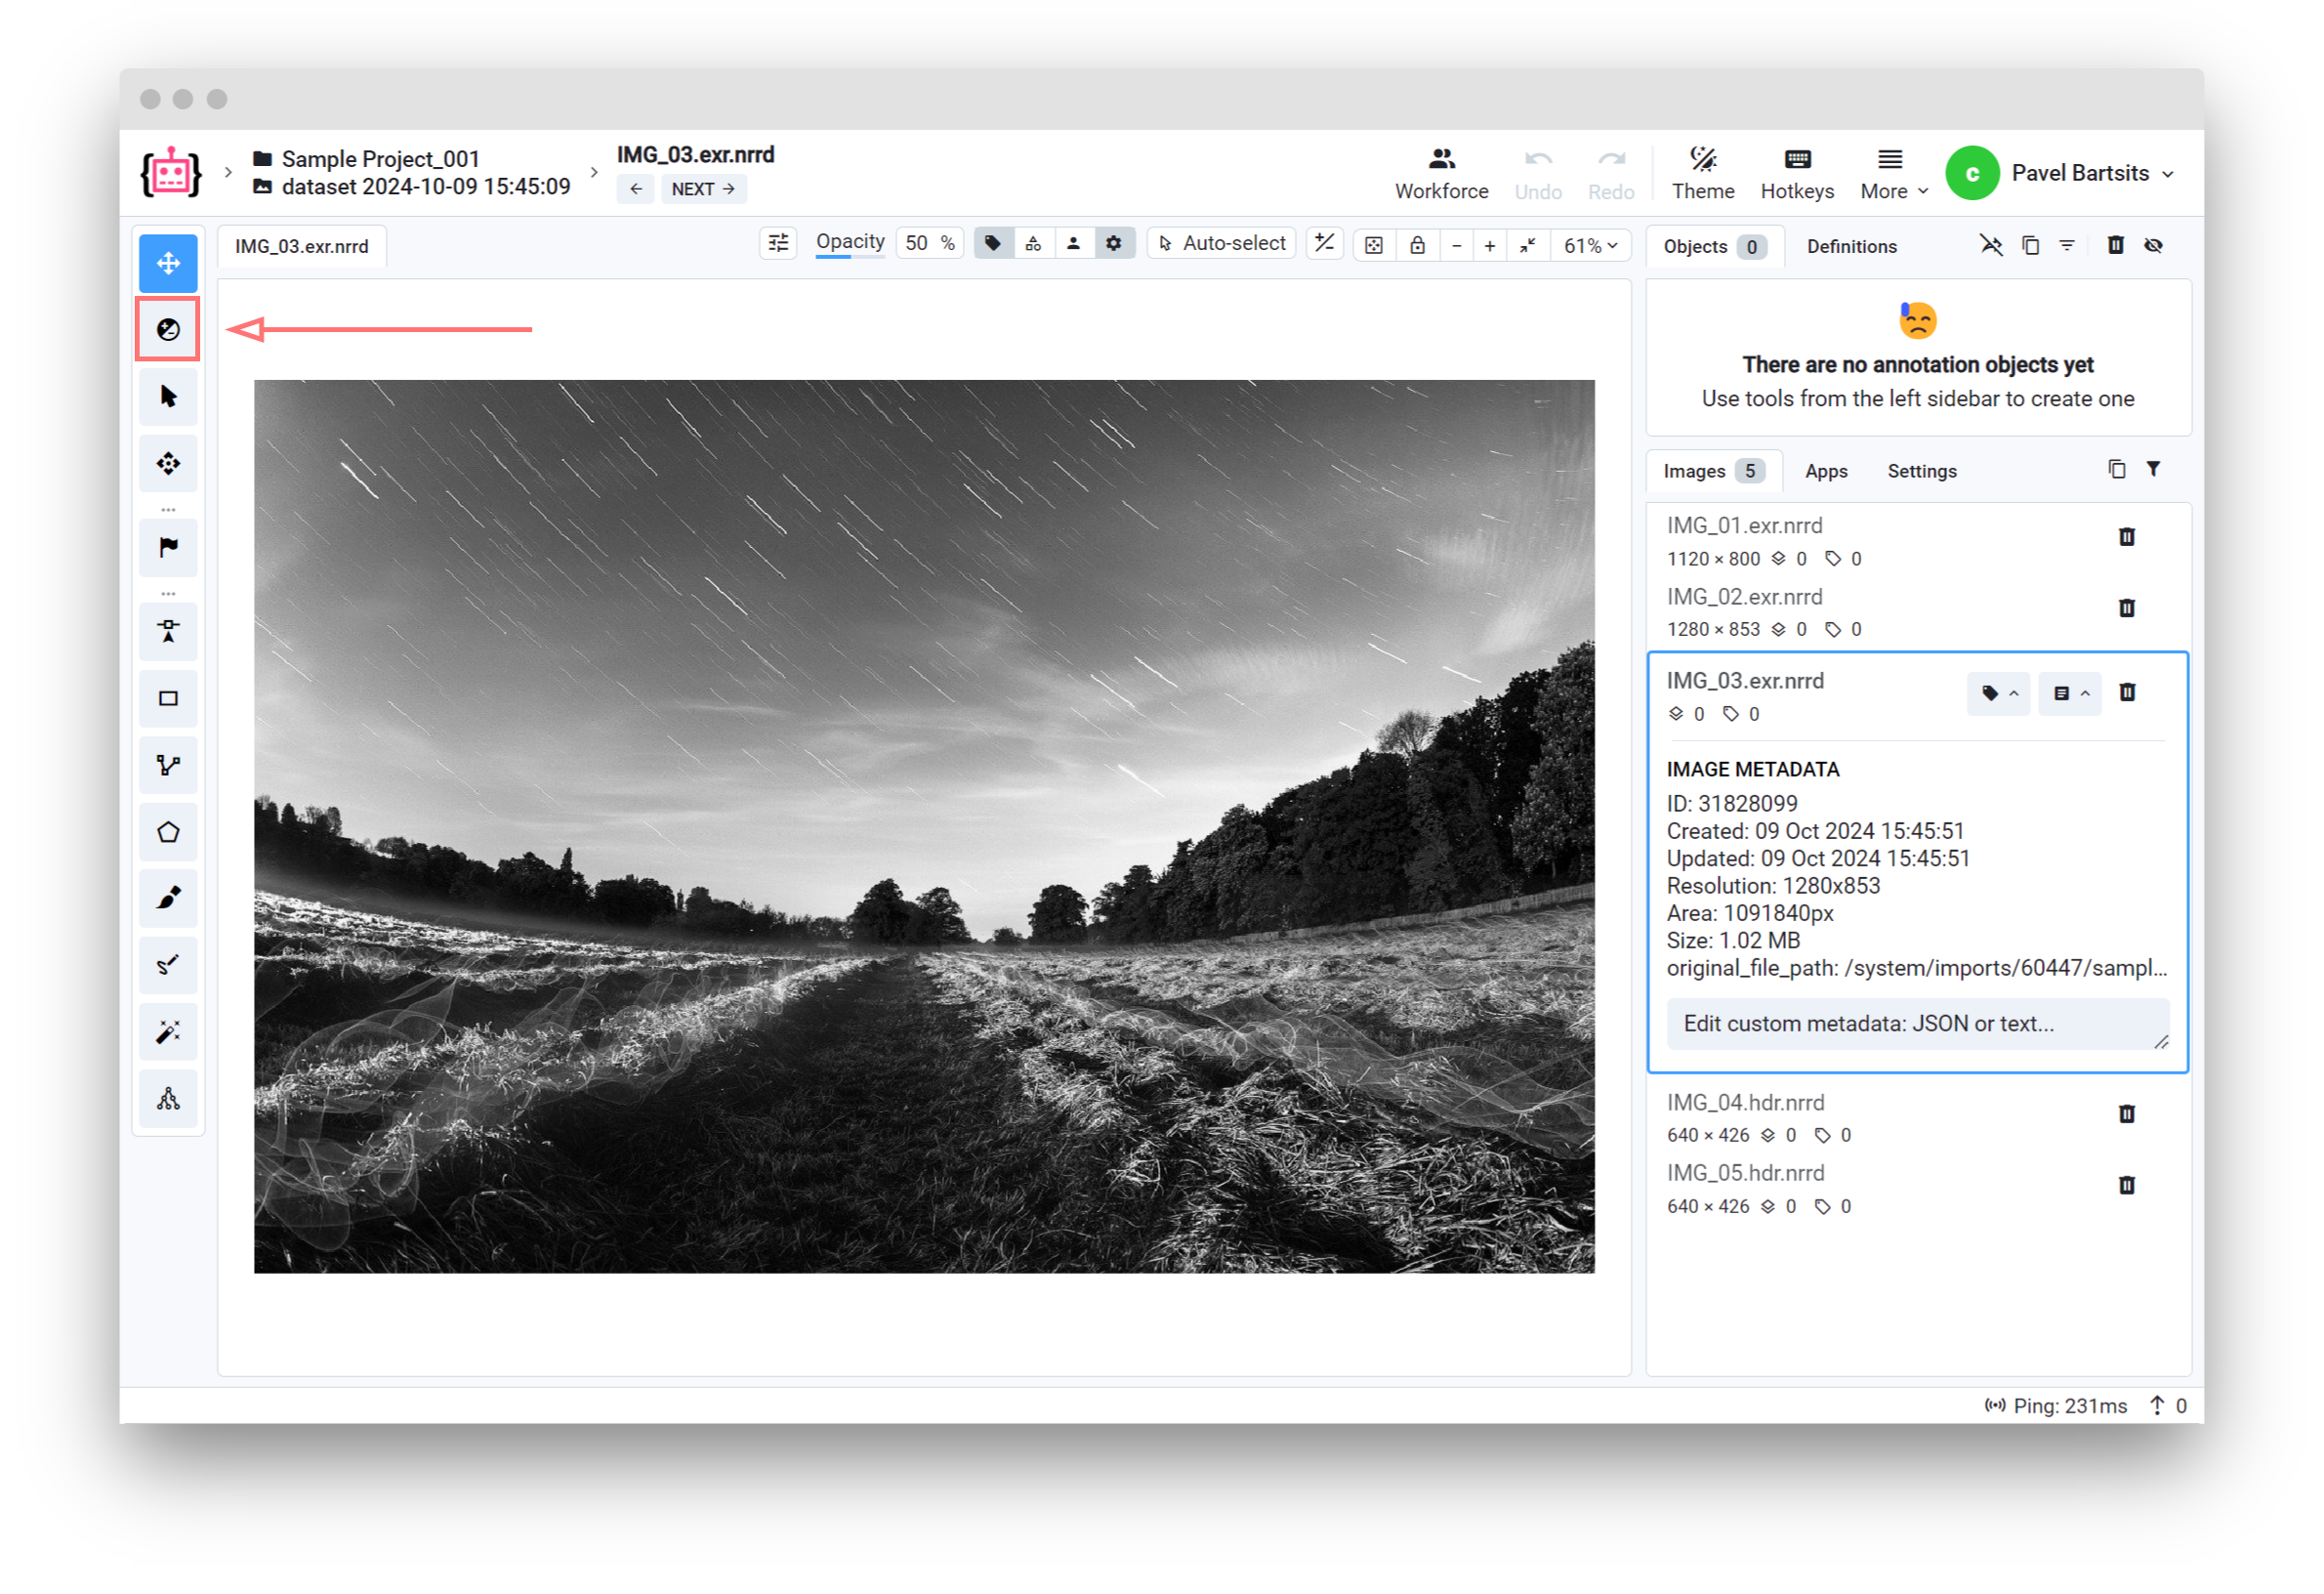 Sample Project_001
dataset 2024-10-09 15:45:09
IMG_03.exr.nrrd
NEXT
Workforce
Undo
Redo
Theme
Hotkeys
More
c
Pavel Bartsits
IMG_03.exr.nrrd
Opacity
50 %
Auto-select
61%
Objects 0
Definitions
There are no annotation objects yet
Use tools from the left sidebar to create one
Images 5
Apps
Settings
IMG_01.exr.nrrd
1120 × 800 0 0
IMG_02.exr.nrrd
1280 × 853 0 0
IMG_03.exr.nrrd
0 0
IMAGE METADATA
ID: 31828099
Created: 09 Oct 2024 15:45:51
Updated: 09 Oct 2024 15:45:51
Resolution: 1280x853
Area: 1091840px
Size: 1.02 MB
original_file_path: /system/imports/60447/sampl...
Edit custom metadata: JSON or text...
IMG_04.hdr.nrrd
640 × 426 0 0
IMG_05.hdr.nrrd
640 × 426 0 0
Ping: 231ms
0